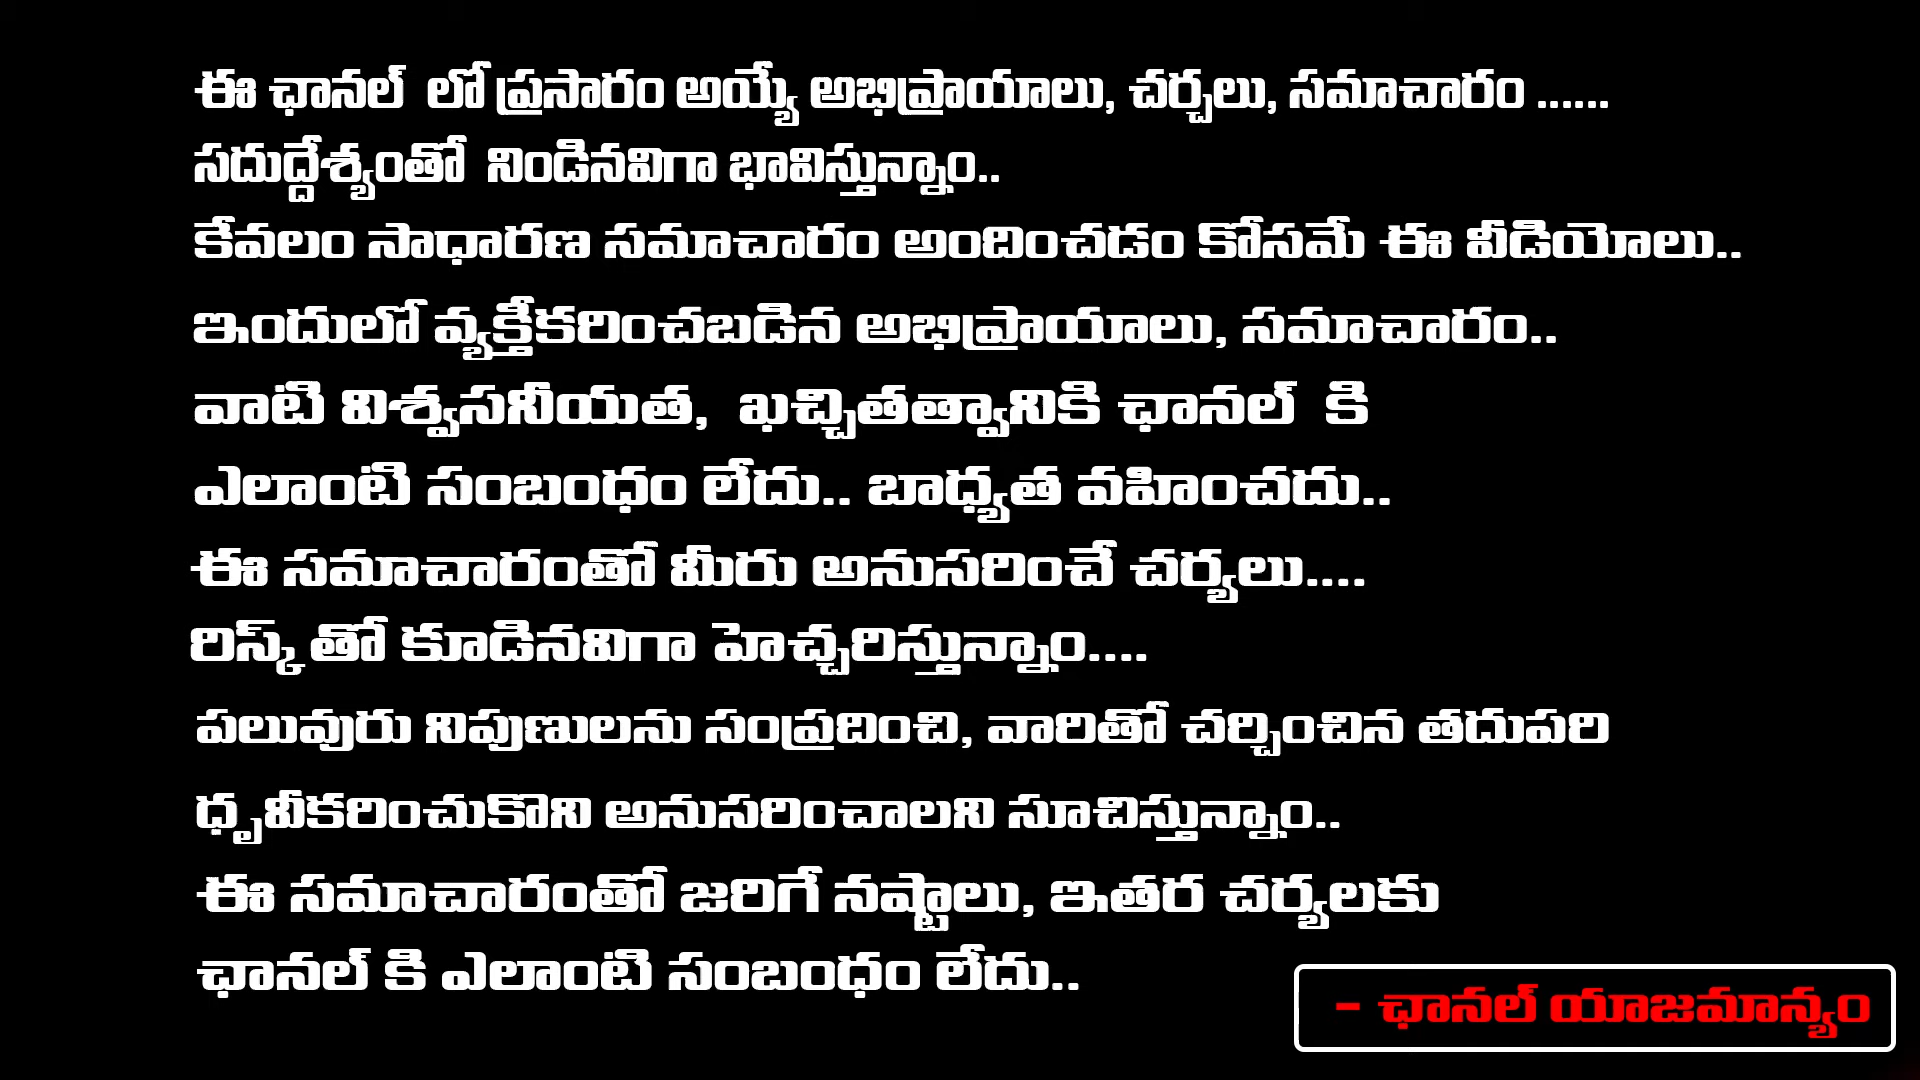 ఈ ఛానల్ లో ప్రసారం అయ్యే అభిప్రాయాలు, చర్చలు, సమాచారం ......
సదుద్దేశ్యంతో నిండినవిగా భావిస్తున్నాం..
కేవలం సాధారణ సమాచారం అందించడం కోసమే ఈ వీడియోలు..
ఇందులో వ్యక్తీకరించబడిన అభిప్రాయాలు, సమాచారం..
వాటి విశ్వసనీయత, ఖచ్చితత్వానికి ఛానల్ కి
ఎలాంటి సంబంధం లేదు.. బాధ్యత వహించదు..
ఈ సమాచారంతో మీరు అనుసరించే చర్యలు....
రిస్క్ తో కూడినవిగా హెచ్చరిస్తున్నాం....
పలువురు నిపుణులను సంప్రదించి, వారితో చర్చించిన తదుపరి
ధృవీకరించుకొని అనుసరించాలని సూచిస్తున్నాం..
ఈ సమాచారంతో జరిగే నష్టాలు, ఇతర చర్యలకు
ఛానల్ కి ఎలాంటి సంబంధం లేదు..
- ఛానల్ యాజమాన్యం